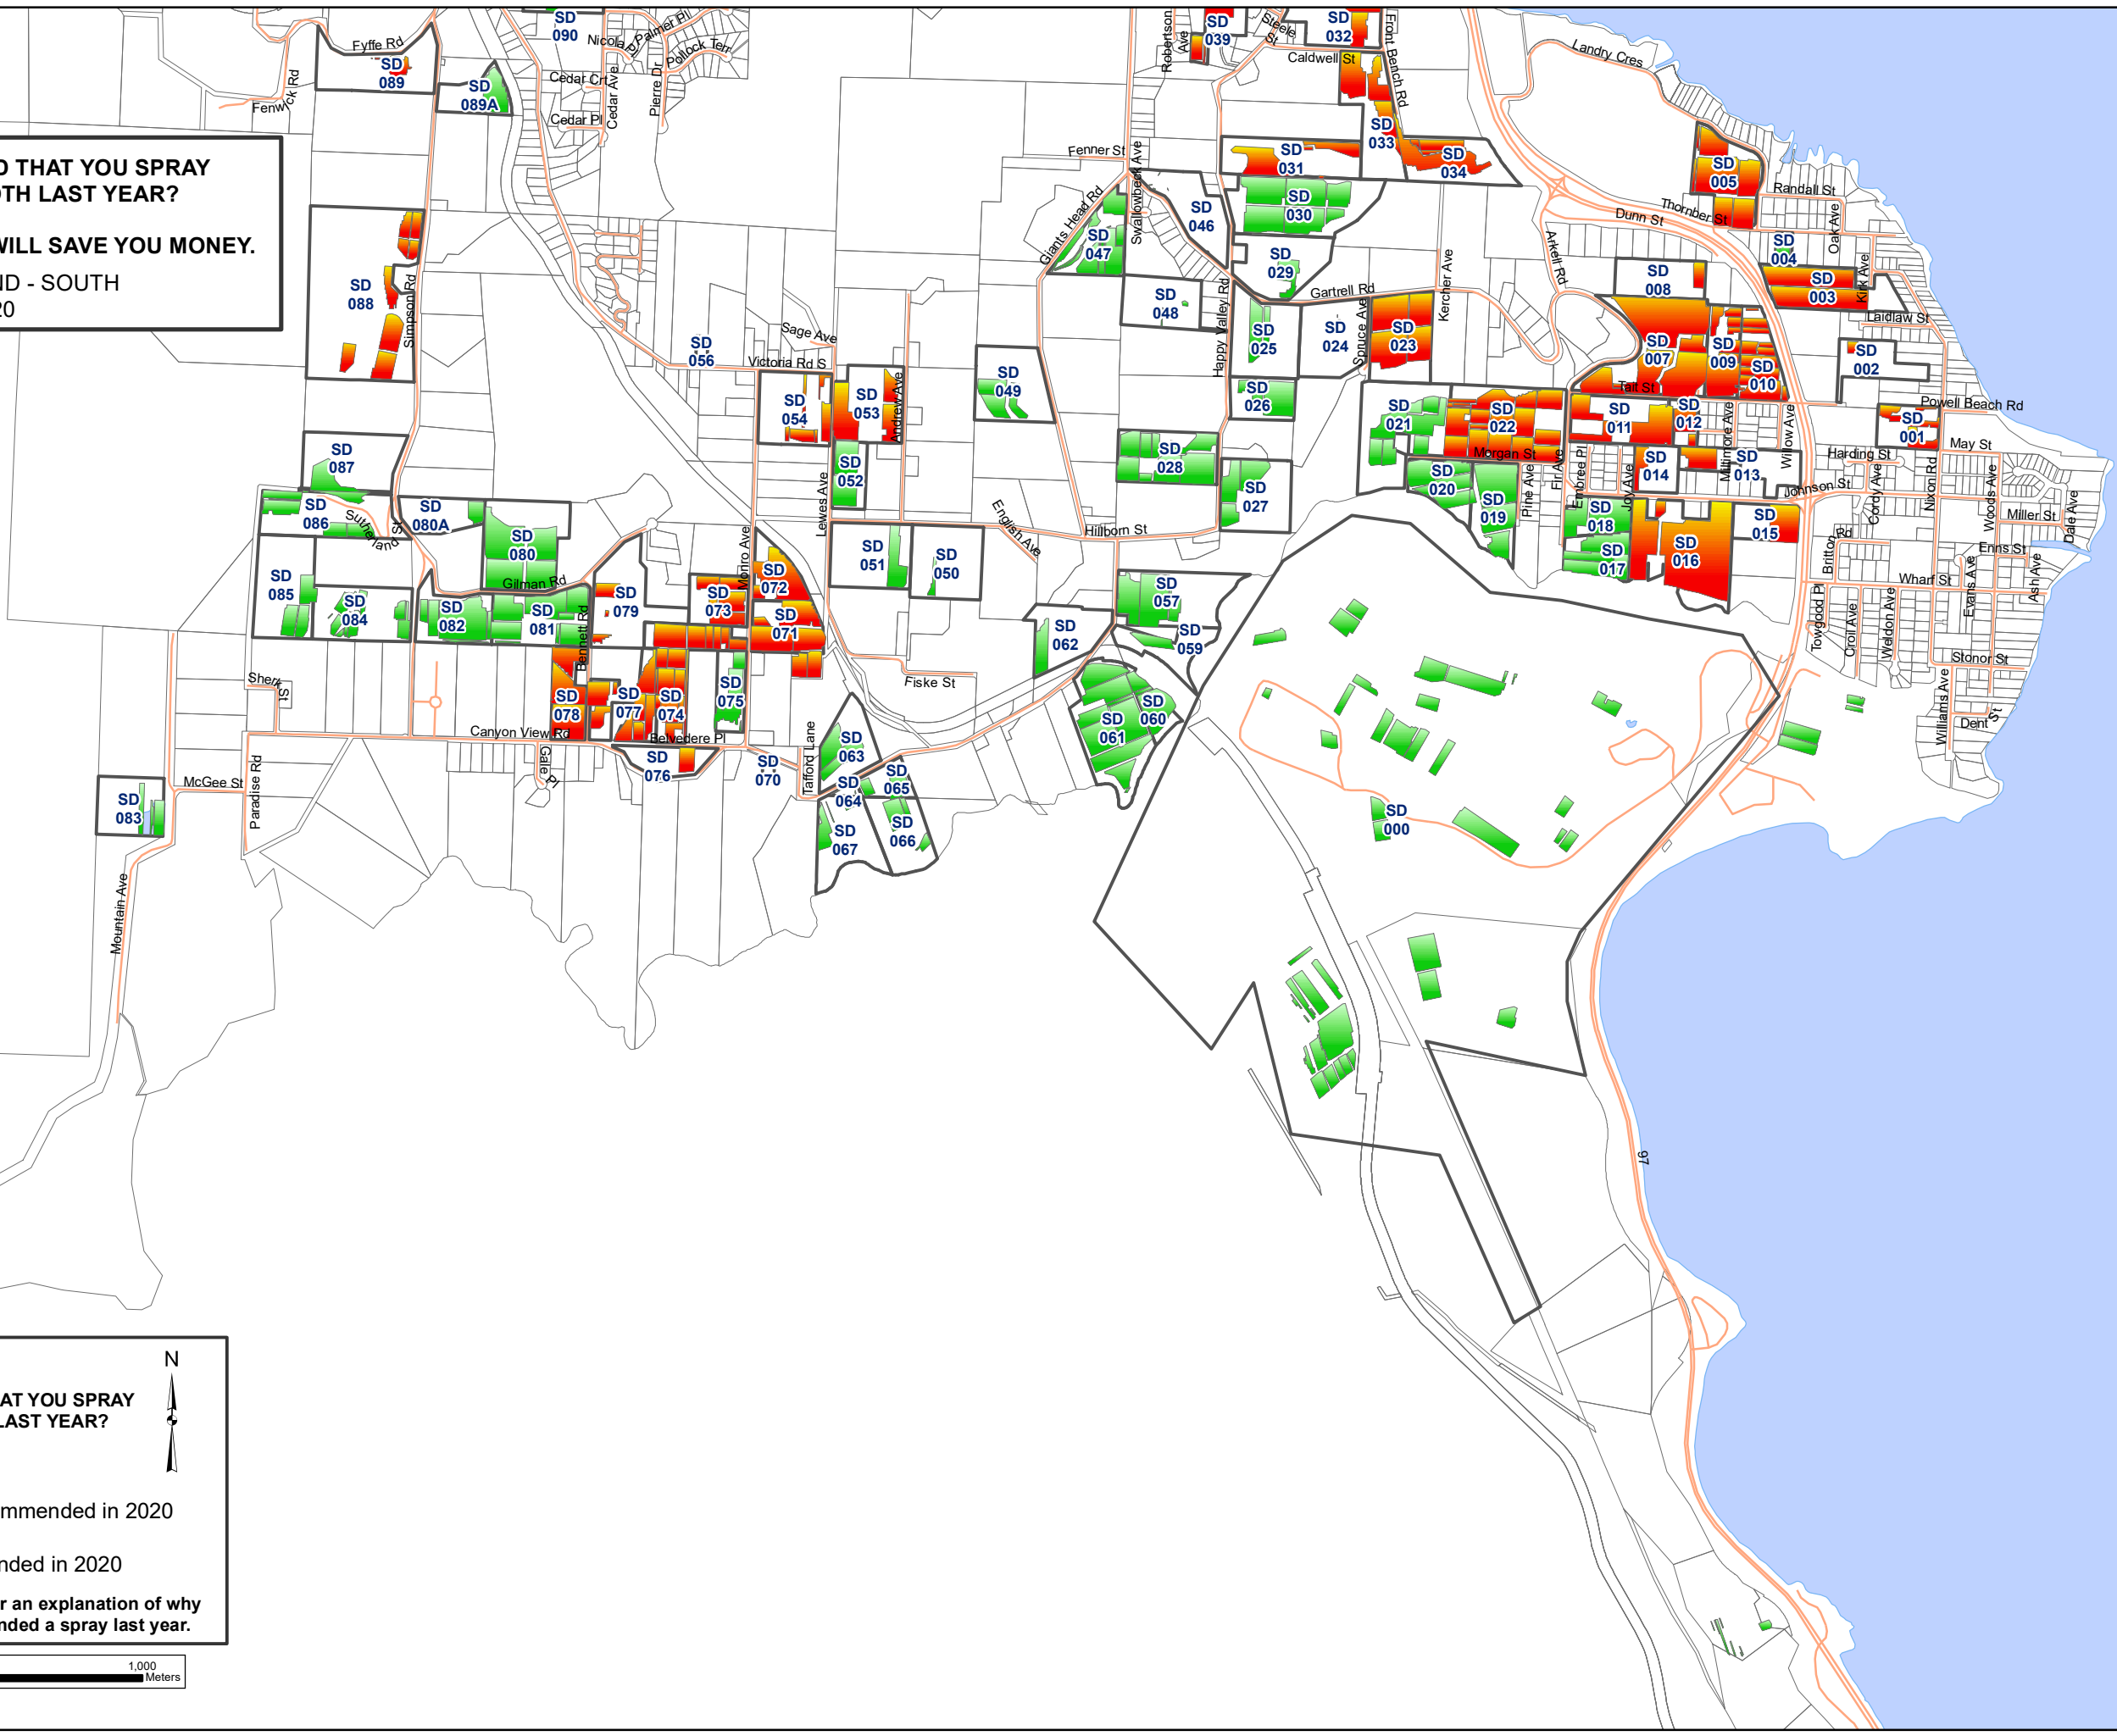 D THAT YOU SPRAY
OTH LAST YEAR?
WILL SAVE YOU MONEY.
ND - SOUTH
20
SD
090
Nicola Pl
Palmer Pl
Pollock Terr
Fyffe Rd
SD
089
Fenwick Rd
SD
089A
Cedar Crt
Cedar Ave
Pierre Dr
Cedar Pl
Robertson
Ave
SD
039
Steele
St
SD
032
Caldwell St
Front Bench Rd
Landry Cres
SD
033
SD
031
SD
034
Fenner St
Swallowbeck Ave
Giants Head Rd
SD
030
SD
046
SD
047
SD
029
SD
005
Randall St
Thornber St
Dunn St
Oak Ave
SD
004
SD
003
Kirk Ave
Laidlaw St
Arkell Rd
SD
008
Kercher Ave
Gartrell Rd
SD
048
Happy Valley Rd
SD
025
SD
024
Spruce Ave
SD
023
SD
007
SD
009
SD
010
SD
002
Tait St
SD
088
Simpson Rd
SD
056
Sage Ave
Victoria Rd S
SD
054
SD
053
Andrew Ave
SD
049
SD
026
SD
021
SD
022
SD
011
SD
012
Miltimore Ave
Willow Ave
Powell Beach Rd
SD
001
May St
Harding St
SD
028
Morgan St
Fir Ave
Embree Pl
SD
014
SD
013
Johnson St
Cordy Ave
Nixon Rd
Woods Ave
SD
087
SD
052
Lewes Ave
SD
027
SD
020
SD
019
Pine Ave
Joy Ave
SD
018
SD
017
SD
016
SD
015
Miller St
Dale Ave
SD
086
Sutherland St
SD
080A
SD
080
Gilman Rd
Monro Ave
English Ave
Hillborn St
Britton Rd
Enns St
Ash Ave
Wharf St
Evans Ave
SD
085
SD
084
SD
082
SD
081
SD
079
Bennett Rd
SD
073
SD
072
SD
071
SD
051
SD
050
SD
057
SD
059
SD
062
Towgood Pl
Croil Ave
Waldon Ave
Stonor St
Sherk St
SD
078
SD
077
SD
074
SD
075
Fiske St
SD
061
SD
060
Williams Ave
Dent St
Canyon View Rd
Belvedere Pl
Gale Pl
SD
076
SD
070
Tafford Lane
SD
063
SD
064
SD
065
SD
066
SD
067
SD
083
McGee St
Paradise Rd
Mountain Ave
SD
000
97
N
AT YOU SPRAY
LAST YEAR?
mmended in 2020
nded in 2020
r an explanation of why
nded a spray last year.
1,000
Meters